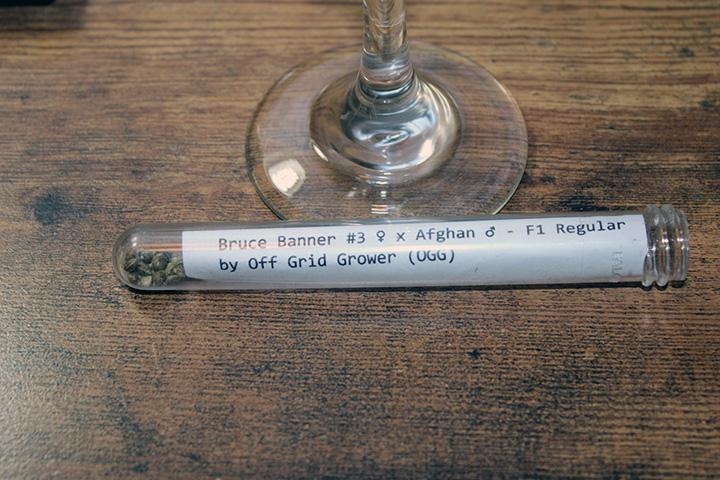 Bruce Banner #3 ♀ x Afghan ♂ - F1 Regular
by Off Grid Grower (OGG)